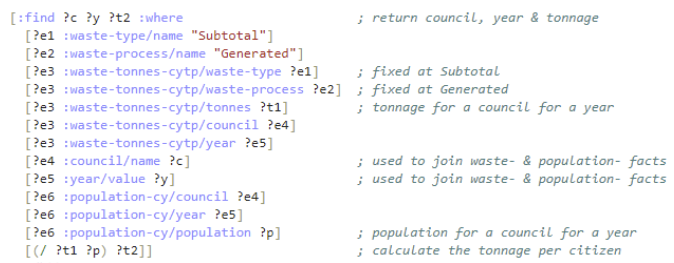 [:find ?c ?y ?t2 :where ; return council, year & tonnage
[?e1 :waste-type/name "Subtotal"]
[?e2 :waste-process/name "Generated"]
[?e3 :waste-tonnes-cytp/waste-type ?e1] ; fixed at Subtotal
[?e3 :waste-tonnes-cytp/waste-process ?e2] ; fixed at Generated
[?e3 :waste-tonnes-cytp/tonnes ?t1] ; tonnage for a council for a year
[?e3 :waste-tonnes-cytp/council ?e4]
[?e3 :waste-tonnes-cytp/year ?e5]
[?e4 :council/name ?c] ; used to join waste- & population- facts
[?e5 :year/value ?y] ; used to join waste- & population- facts
[?e6 :population-cy/council ?e4]
[?e6 :population-cy/year ?e5]
[?e6 :population-cy/population ?p] ; population for a council for a year
[(/ ?t1 ?p) ?t2]] ; calculate the tonnage per citizen